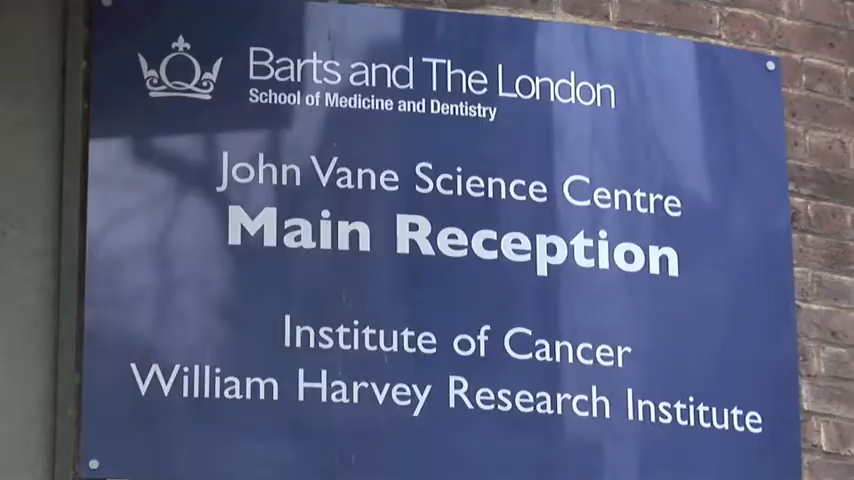 Barts and The London
School of Medicine and Dentistry
John Vane Science Centre
Main Reception
Institute of Cancer
William Harvey Research Institute